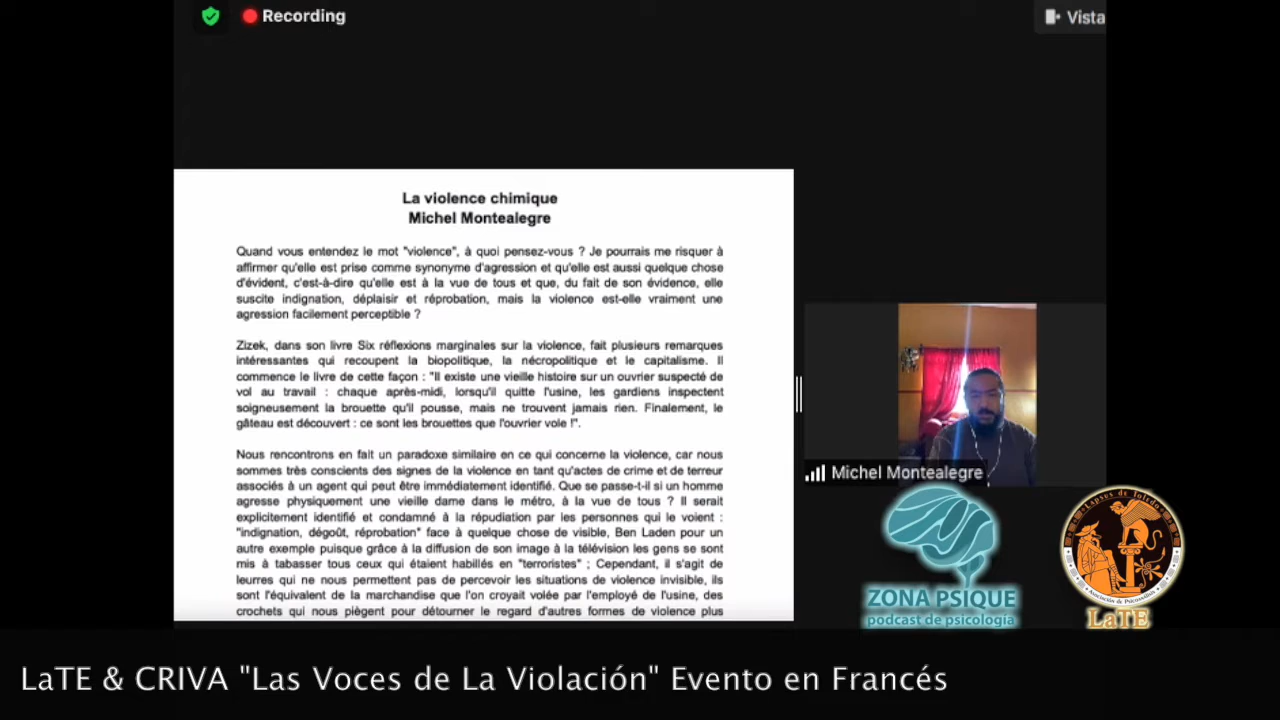 Recording
Vista
La violence chimique
Michel Montealegre
Quand vous entendez le mot "violence", à quoi pensez-vous ? Je pourrais me risquer à
affirmer qu'elle est prise comme synonyme d'agression et qu'elle est aussi quelque chose
d'évident, c'est-à-dire qu'elle est à la vue de tous et que, du fait de son évidence, elle
suscite indignation, déplaisir et réprobation, mais la violence est-elle vraiment une
agression facilement perceptible ?
Zizek, dans son livre Six réflexions marginales sur la violence, fait plusieurs remarques
intéressantes qui recoupent la biopolitique, la nécropolitique et le capitalisme. Il
commence le livre de cette façon : "Il existe une vieille histoire sur un ouvrier suspecté de
vol au travail : chaque après-midi, lorsqu'il quitte l'usine, les gardiens inspectent
soigneusement la brouette qu'il pousse, mais ne trouvent jamais rien. Finalement, le
gâteau est découvert : ce sont les brouettes que l'ouvrier vole !".
Nous rencontrons en fait un paradoxe similaire en ce qui concerne la violence, car nous
sommes très conscients des signes de la violence en tant qu'actes de crime et de terreur
associés à un agent qui peut être immédiatement identifié. Que se passe-t-il si un homme
agresse physiquement une vieille dame dans le métro, à la vue de tous ? Il serait
explicitement identifié et condamné à la répudiation par les personnes qui le voient :
"indignation, dégoût, réprobation" face à quelque chose de visible, Ben Laden pour un
autre exemple puisque grâce à la diffusion de son image à la télévision les gens se sont
mis à tabasser tous ceux qui étaient habillés en "terroristes" ; Cependant, il s'agit de
leurres qui ne nous permettent pas de percevoir les situations de violence invisible, ils
sont l'équivalent de la marchandise que l'on croyait volée par l'employé de l'usine, des
crochets qui nous piègent pour détourner le regard d'autres formes de violence plus
Michel Montealegre
ZONA PSIQUE
podcast de psicología
Lapsus de Toledo
Asociación de Psicoanálisis
LaTE
LaTE & CRIVA "Las Voces de La Violación" Evento en Francés